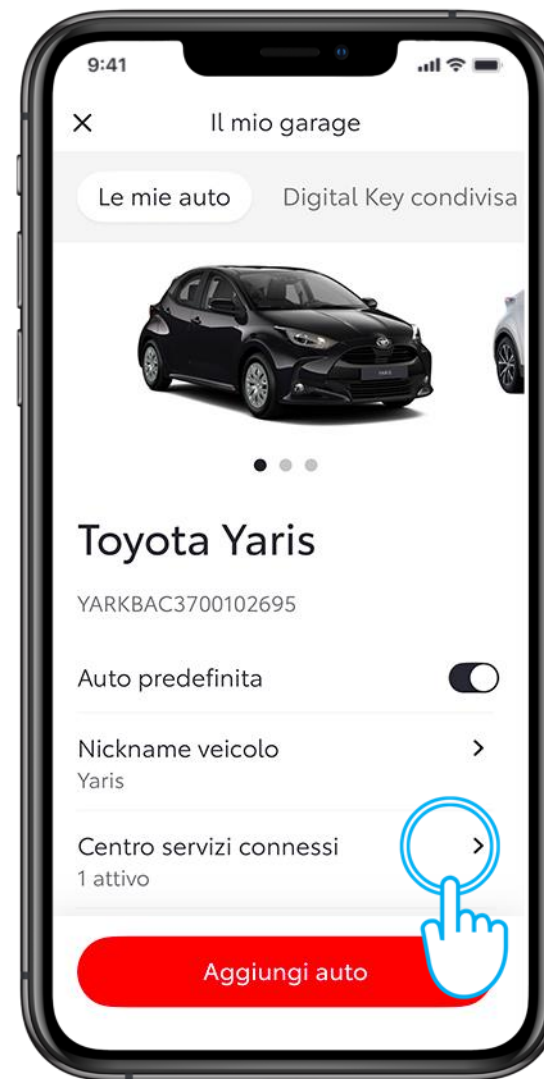 9:41
Il mio garage
Le mie auto Digital Key condivisa
Toyota Yaris
YARKBAC3700102695
Auto predefinita
Nickname veicolo
Yaris
Centro servizi connessi
1 attivo
Aggiungi auto